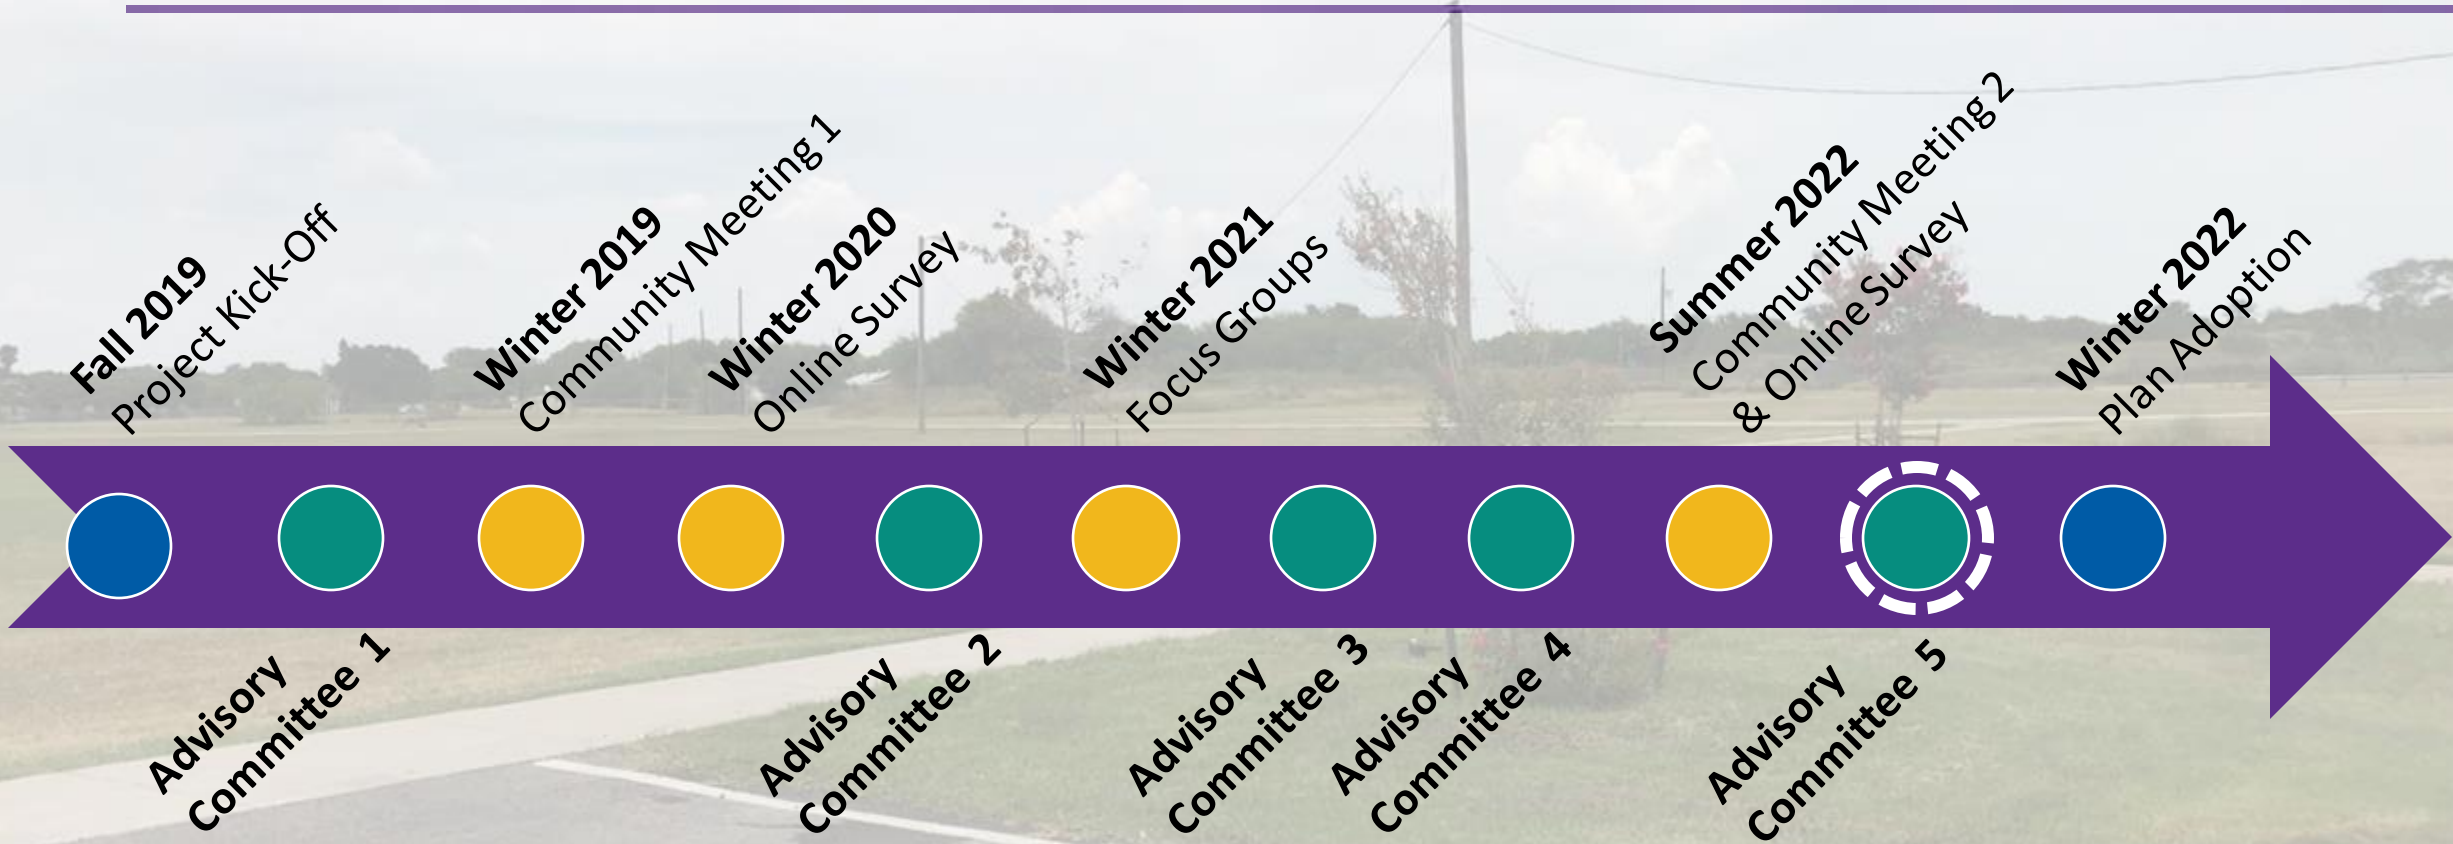 Fall 2019
Project Kick-Off
Winter 2019
Community Meeting 1
Winter 2020
Online Survey
Winter 2021
Focus Groups
Summer 2022
Community Meeting 2
& Online Survey
Winter 2022
Plan Adoption
Advisory
Committee 1
Advisory
Committee 2
Advisory
Committee 3
Advisory
Committee 4
Advisory
Committee 5